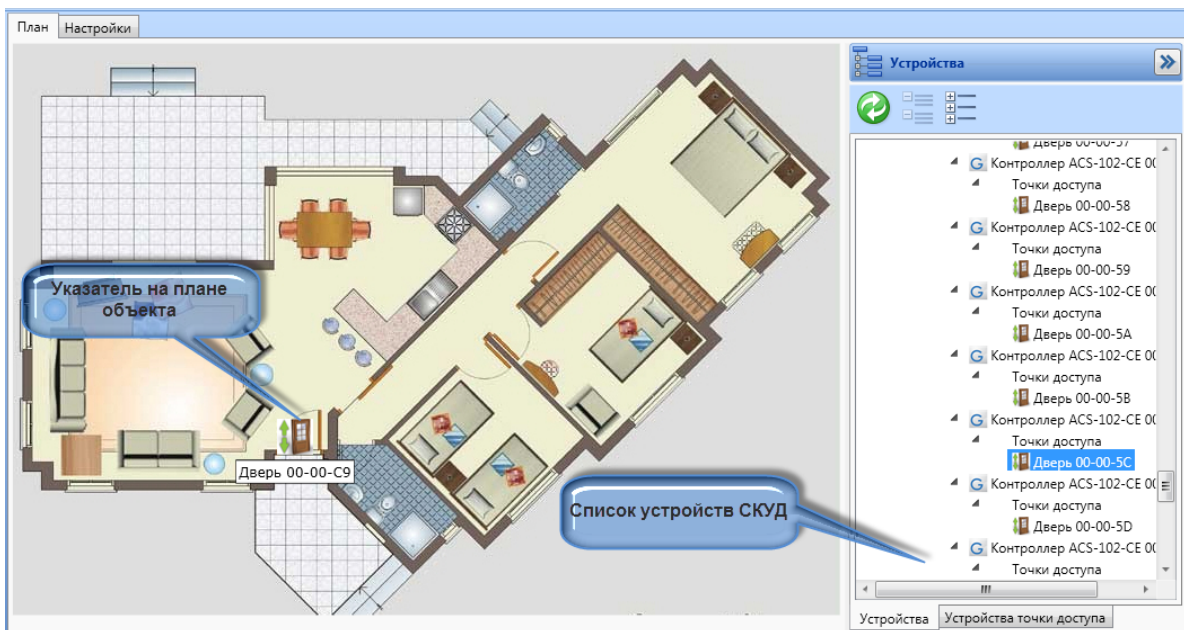 План Настройки
Устройства
Дверь 00-00-57
Контроллер ACS-102-CE 00
Точки доступа
Дверь 00-00-58
Контроллер ACS-102-CE 00
Точки доступа
Дверь 00-00-59
Контроллер ACS-102-CE 00
Точки доступа
Дверь 00-00-5A
Контроллер ACS-102-CE 00
Точки доступа
Дверь 00-00-5B
Контроллер ACS-102-CE 00
Точки доступа
Дверь 00-00-5C
Контроллер ACS-102-CE 00
Точки доступа
Дверь 00-00-5D
Контроллер ACS-102-CE 00
Точки доступа
Устройства Устройства точки доступа
Указатель на плане
объекта
Дверь 00-00-C9
Список устройств СКУД